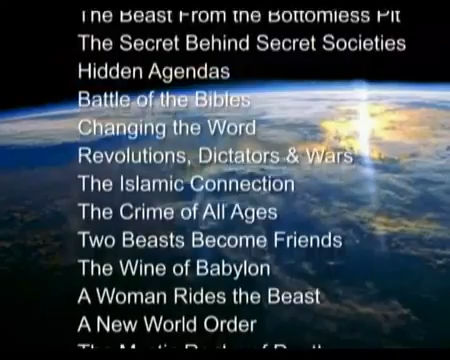 The Beast From the Bottomless Pit
The Secret Behind Secret Societies
Hidden Agendas
Battle of the Bibles
Changing the Word
Revolutions, Dictators & Wars
The Islamic Connection
The Crime of All Ages
Two Beasts Become Friends
The Wine of Babylon
A Woman Rides the Beast
A New World Order